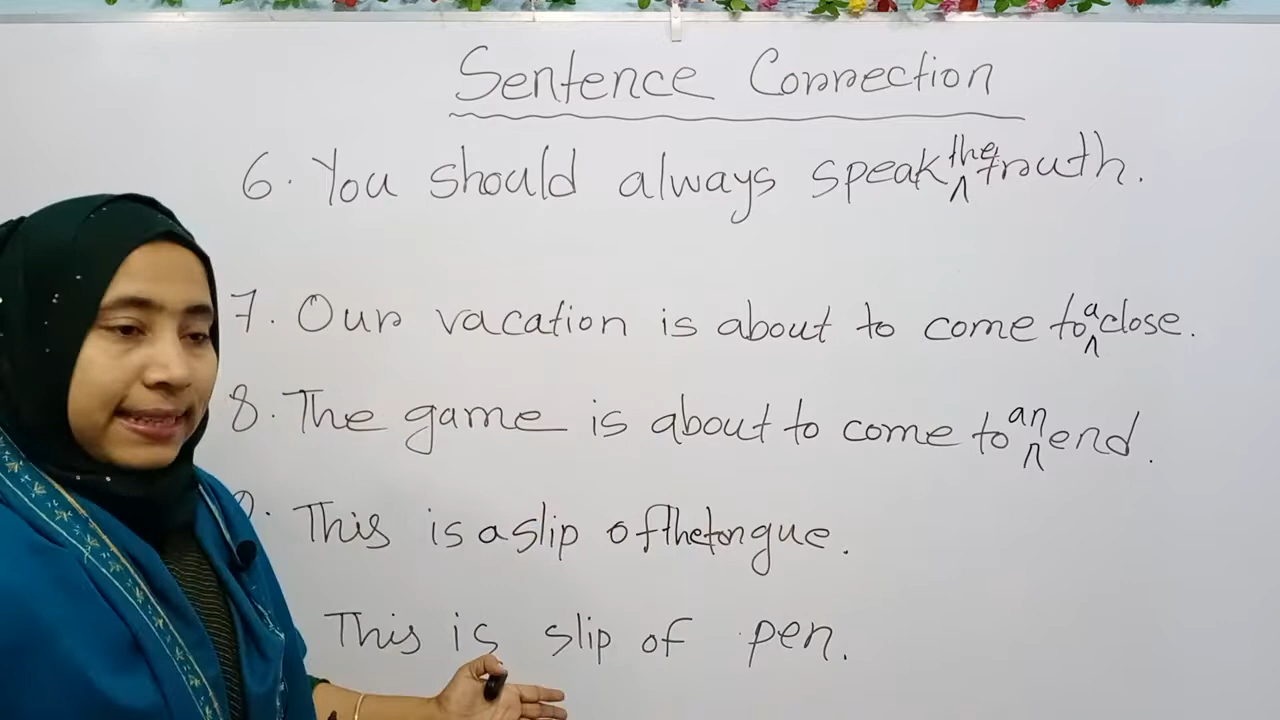 Sentence Connection
6. You should always speak the truth.
7. Our vacation is about to come to a close.
8. The game is about to come to an end.
9. This is a slip of the tongue.
This is slip of pen.